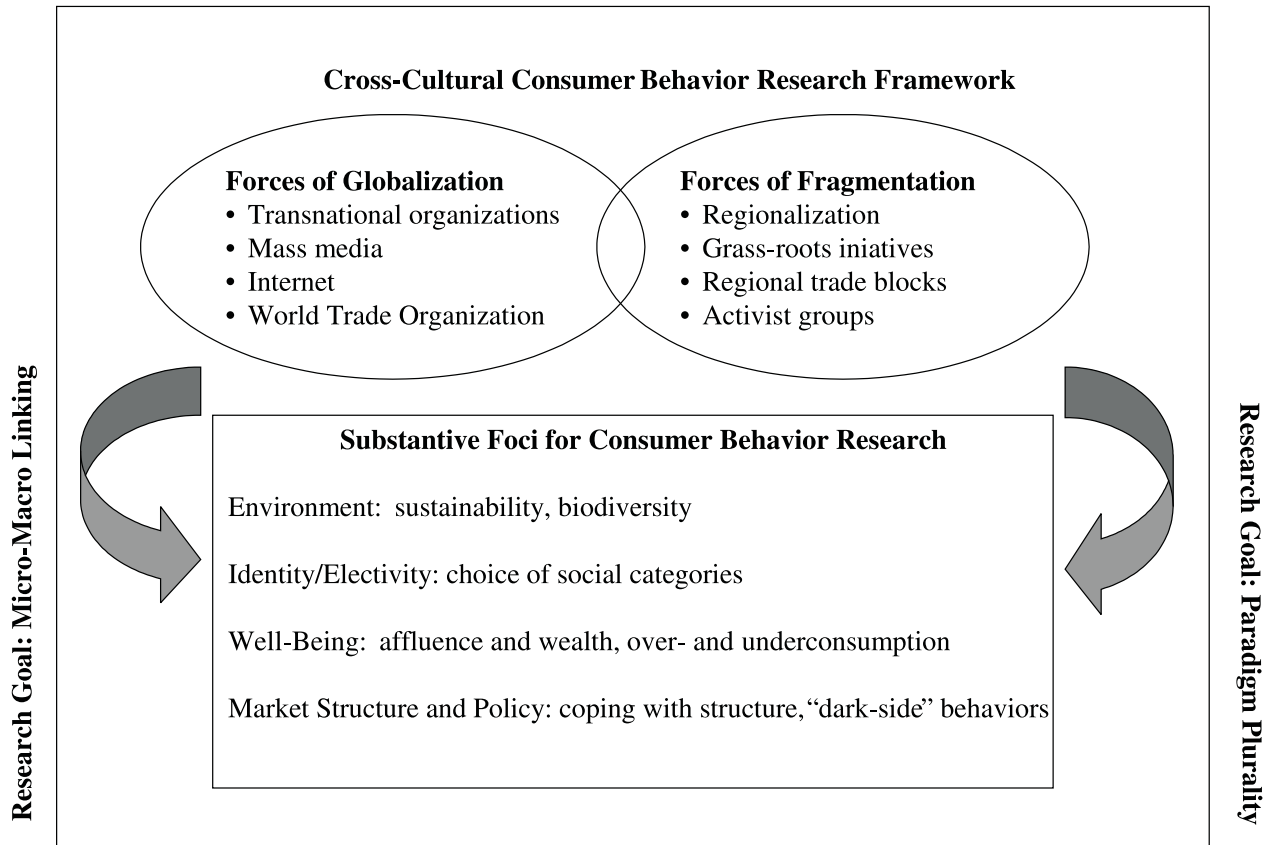 Cross-Cultural Consumer Behavior Research Framework
Forces of Globalization
• Transnational organizations
• Mass media
• Internet
• World Trade Organization
Forces of Fragmentation
• Regionalization
• Grass-roots iniatives
• Regional trade blocks
• Activist groups
Research Goal: Micro-Macro Linking
Substantive Foci for Consumer Behavior Research
Environment: sustainability, biodiversity
Identity/Electivity: choice of social categories
Well-Being: affluence and wealth, over- and underconsumption
Market Structure and Policy: coping with structure, “dark-side” behaviors
Research Goal: Paradigm Plurality